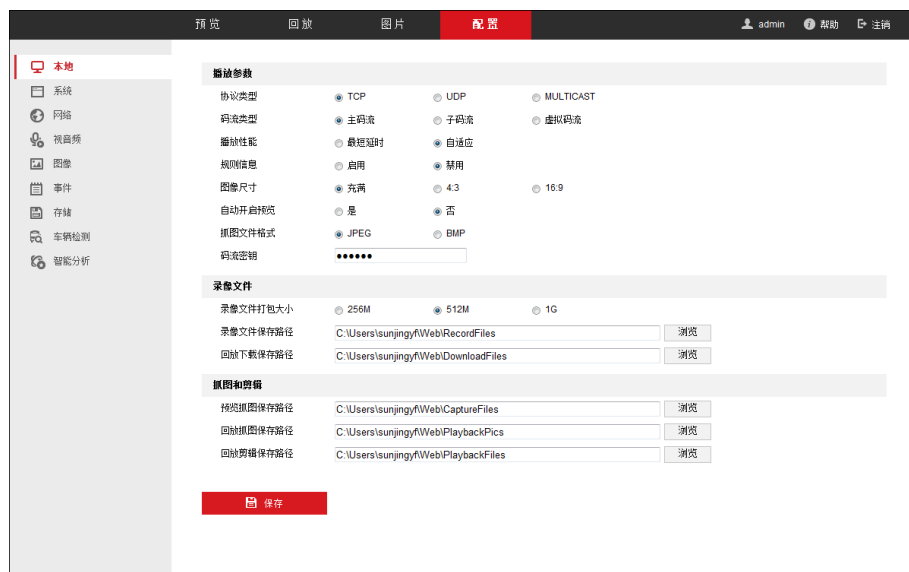 预览 回放 图片 配置 admin 帮助 注销
本地
系统
网络
视音频
图像
事件
存储
车辆检测
智能分析
播放参数
协议类型 TCP UDP MULTICAST
码流类型 主码流 子码流 虚拟码流
播放性能 最短延时 自适应
规则信息 启用 禁用
图像尺寸 充满 4:3 16:9
自动开启预览 是 否
抓图文件格式 JPEG BMP
码流密钥 ●●●●●●
录像文件
录像文件打包大小 256M 512M 1G
录像文件保存路径 C:\Users\sunjingyf\Web\RecordFiles 浏览
回放下载保存路径 C:\Users\sunjingyf\Web\DownloadFiles 浏览
抓图和剪辑
预览抓图保存路径 C:\Users\sunjingyf\Web\CaptureFiles 浏览
回放抓图保存路径 C:\Users\sunjingyf\Web\PlaybackPics 浏览
回放剪辑保存路径 C:\Users\sunjingyf\Web\PlaybackFiles 浏览
保存